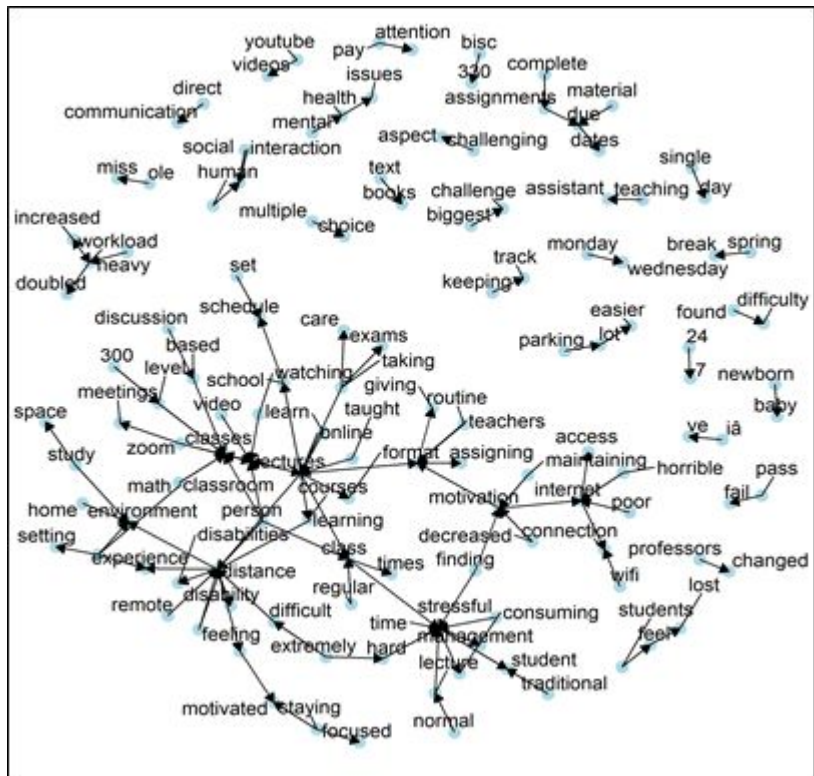 attention
youtube
pay
bisc
videos
issues
330
complete
direct
health
assignments
material
communication
mental
due
social
interaction
aspect
challenging
dates
miss
ole
human
text
single
books
challenge
assistant
teaching
day
increased
multiple
choice
biggest
workload
monday
break
spring
heavy
track
wednesday
doubled
set
keeping
schedule
care
easier
found
difficulty
discussion
exams
parking
lot
24
based
300
level
watching
taking
7
meetings
school
giving
routine
newborn
space
video
learn
taught
teachers
baby
zoom
classes
online
ve
iâ
study
lectures
format
assigning
access
maintaining
math
classroom
courses
motivation
internet
horrible
pass
fail
home
environment
person
learning
poor
setting
disabilities
decreased
connection
experience
distance
class
finding
professors
times
wifi
changed
remote
disability
regular
stressful
lost
difficult
time
consuming
students
feeling
management
feel
extremely
hard
lecture
student
traditional
motivated
staying
normal
focused